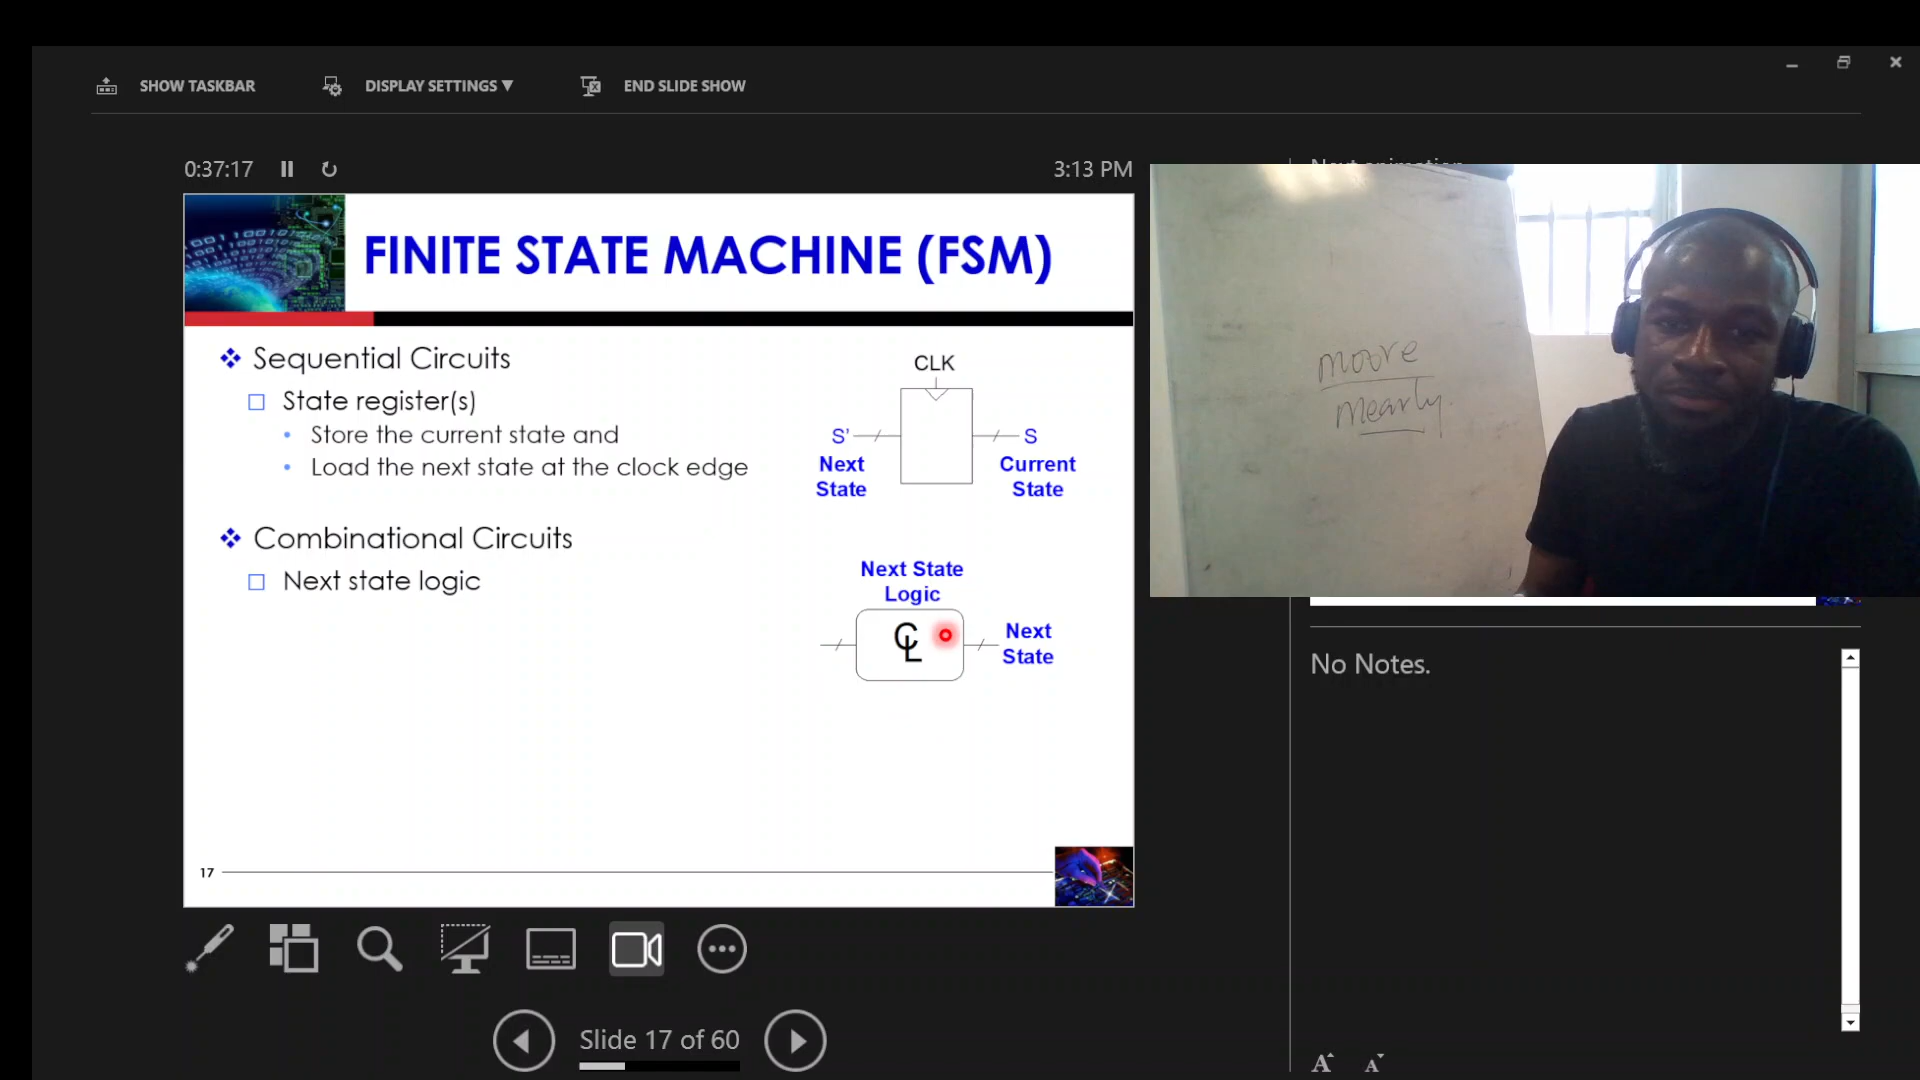 SHOW TASKBAR
DISPLAY SETTINGS ▼
END SLIDE SHOW
0:37:17
3:13 PM
FINITE STATE MACHINE (FSM)
Sequential Circuits
State register(s)
Store the current state and
Load the next state at the clock edge
CLK
S'
S
Next
State
Current
State
Combinational Circuits
Next state logic
Next State
Logic
CL
Next
State
17
Next animation
moore
mearly.
No Notes.
Slide 17 of 60
A A